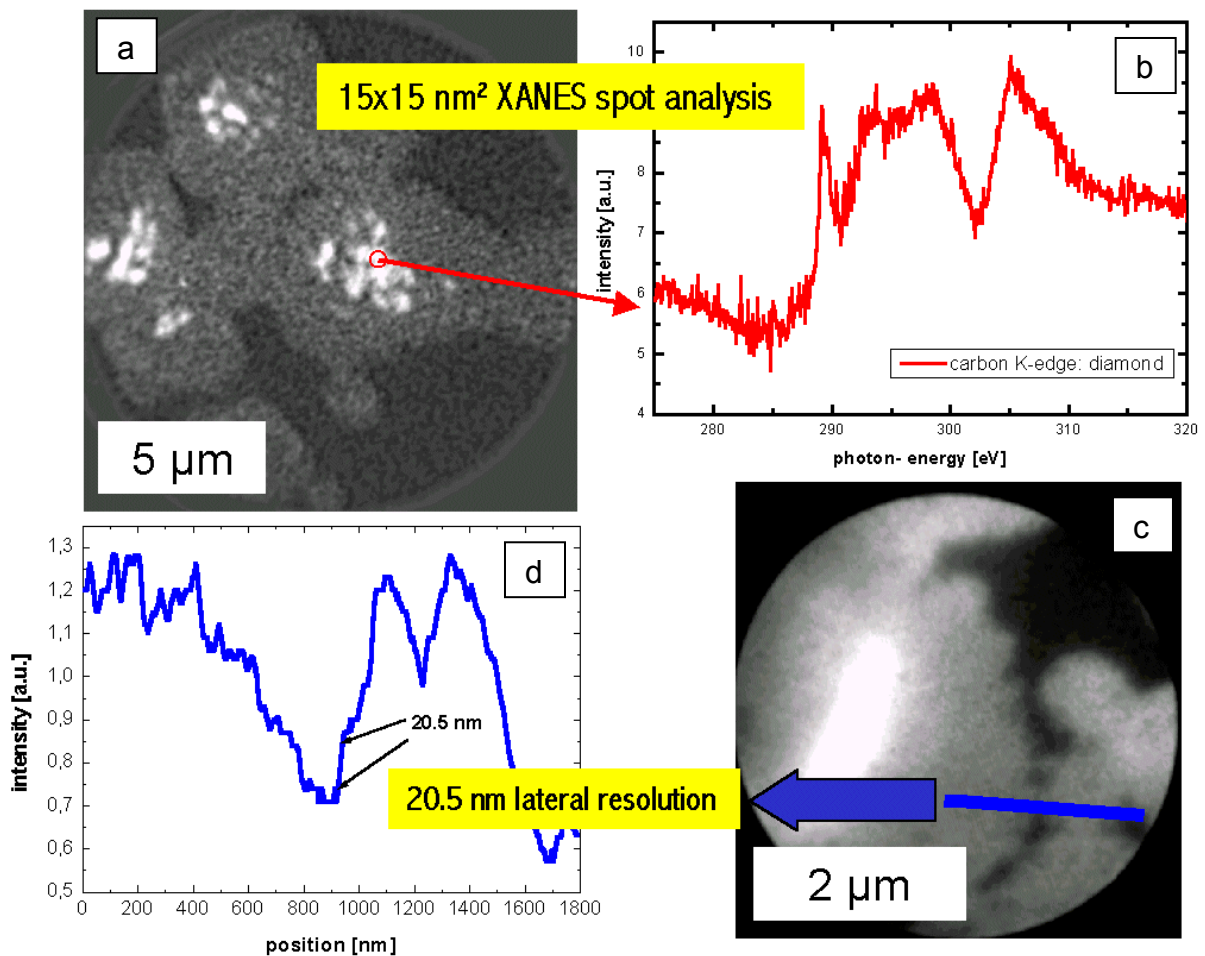 a
15x15 nm² XANES spot analysis
5 µm
b
10
9
8
7
6
5
4
intensity [a.u.]
carbon K-edge: diamond
280
290
300
310
320
photon- energy [eV]
c
2 µm
d
1,3
1,2
1,1
1,0
0,9
0,8
0,7
0,6
0,5
intensity [a.u.]
20.5 nm
20.5 nm lateral resolution
0
200
400
600
800
1000
1200
1400
1600
1800
position [nm]